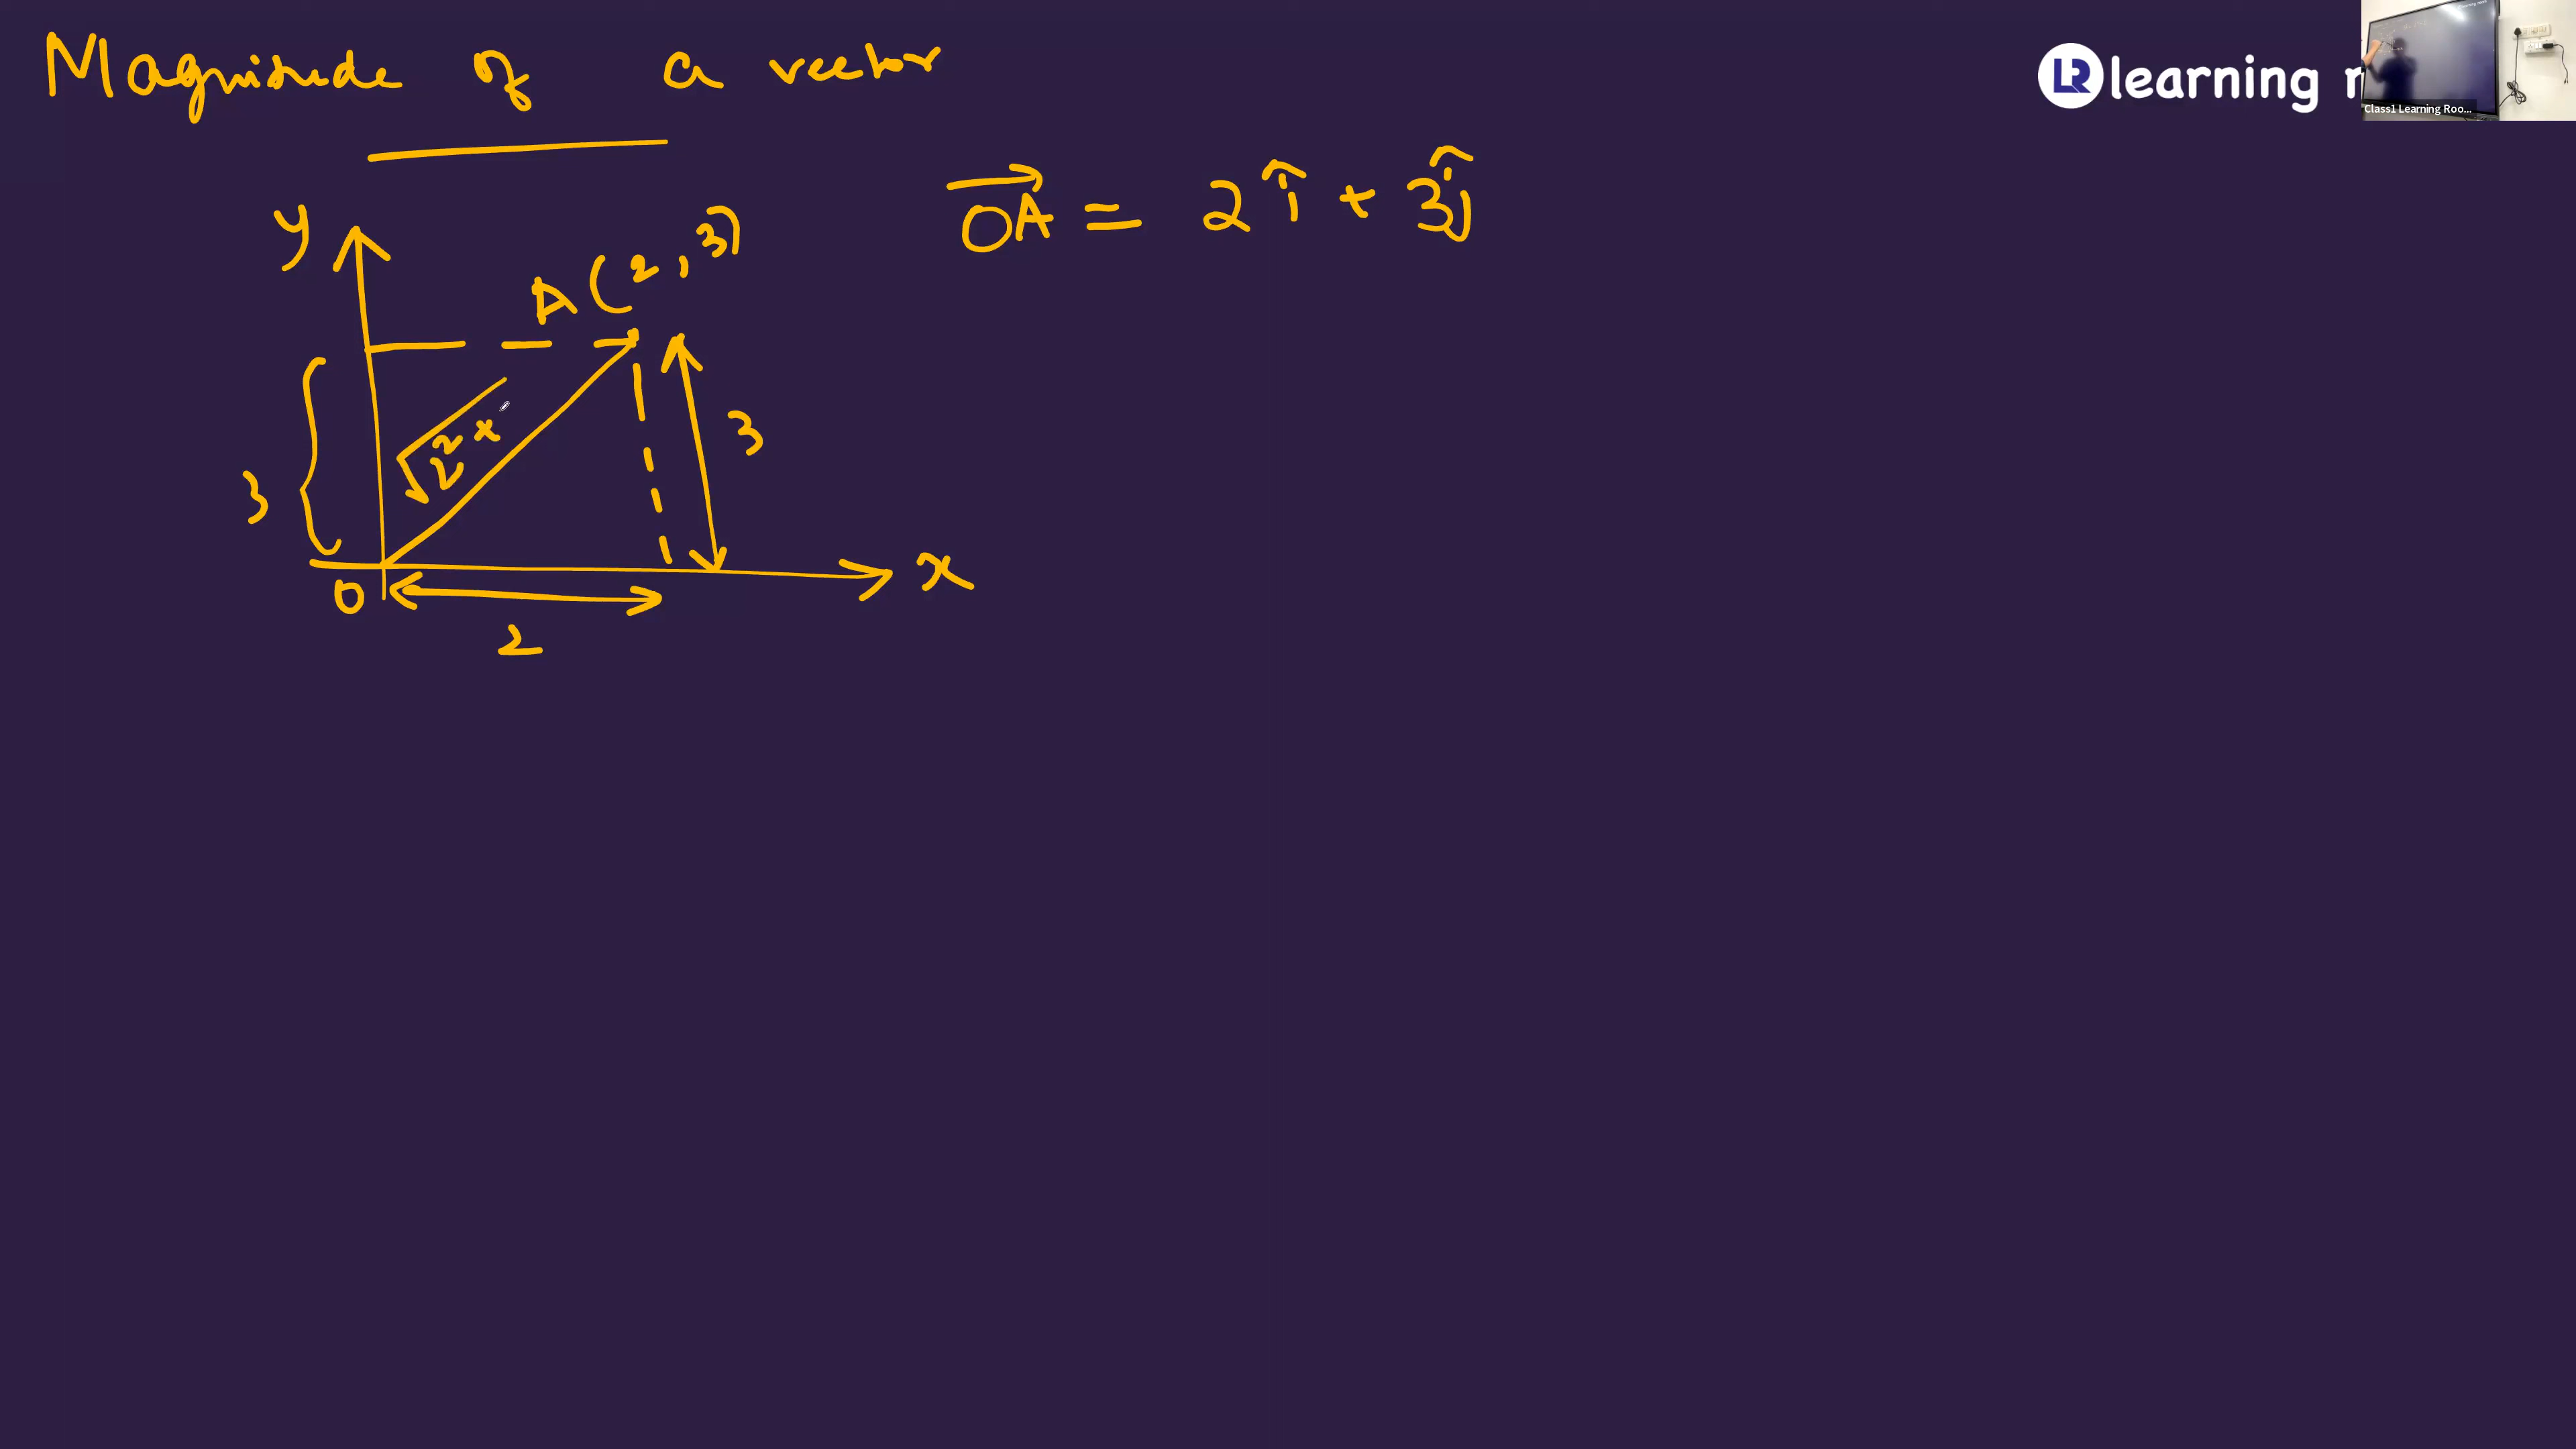 Magnitude of a vector
learning r
Class1 Learning Roo...
OA = 2î + 3ĵ
y
A (2, 3)
√2² +
3
3
O
x
2